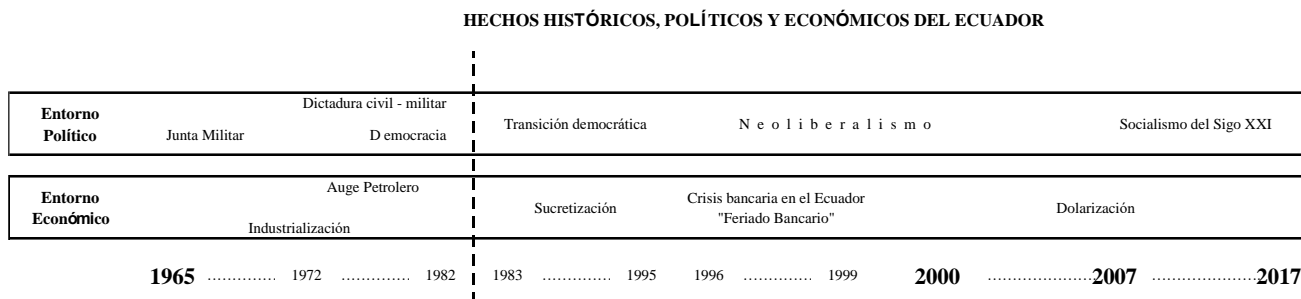 HECHOS HISTÓRICOS, POLÍTICOS Y ECONÓMICOS DEL ECUADOR
Entorno
Político
Dictadura civil - militar
Junta Militar
D emocracia
Transición democrática
N e o l i b e r a l i s m o
Socialismo del Sigo XXI
Entorno
Económico
Auge Petrolero
Industrialización
Sucretización
Crisis bancaria en el Ecuador
"Feriado Bancario"
Dolarización
1965 .............. 1972 .............. 1982 1983 .............. 1995 1996 .............. 1999 2000 ......................2007 ......................2017